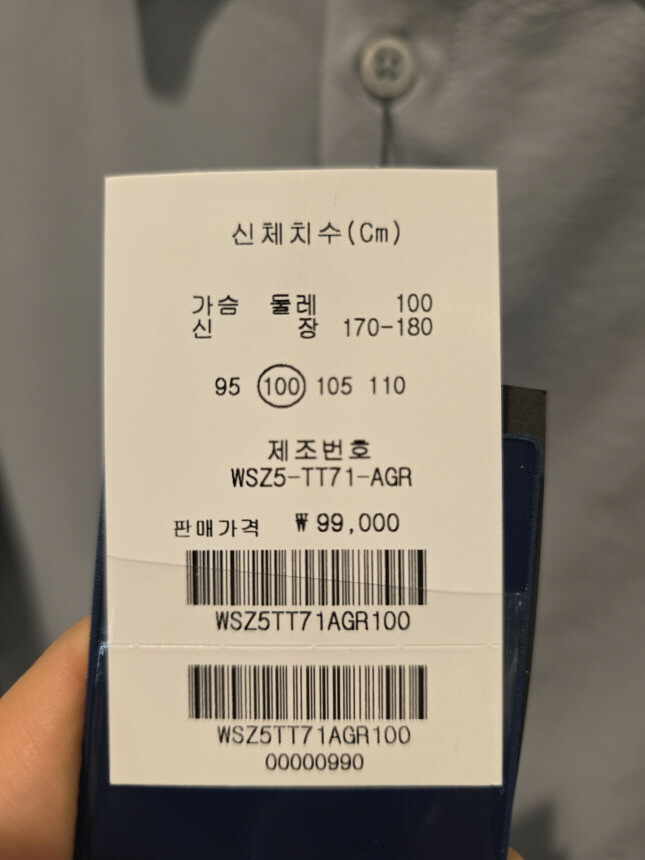 신체치수(Cm)
가슴 둘레 100
신 장 170-180
95 100 105 110
제조번호
WSZ5-TT71-AGR
판매가격 ₩99,000
WSZ5TT71AGR100
WSZ5TT71AGR100
00000990